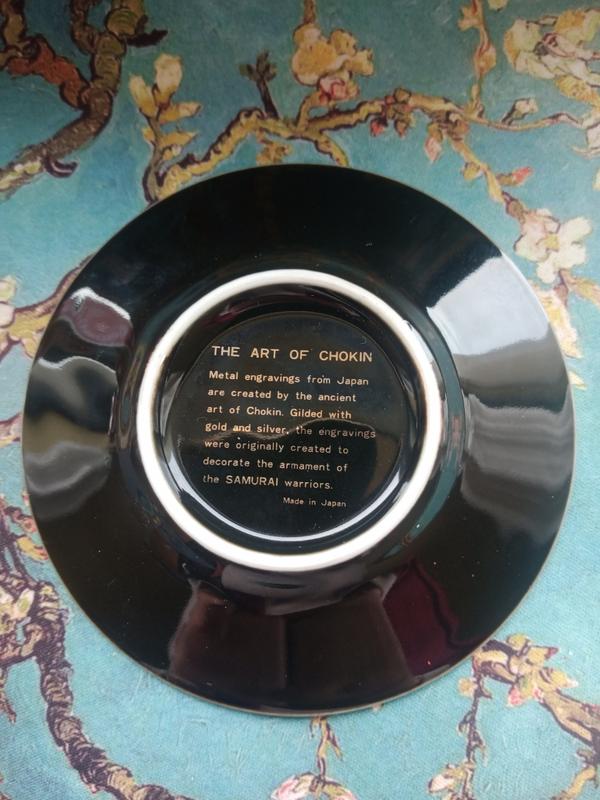 THE ART OF CHOKIN
Metal engravings from Japan
are created by the ancient
art of Chokin. Gilded with
gold and silver, the engravings
were originally created to
decorate the armament of
the SAMURAI warriors.
Made in Japan